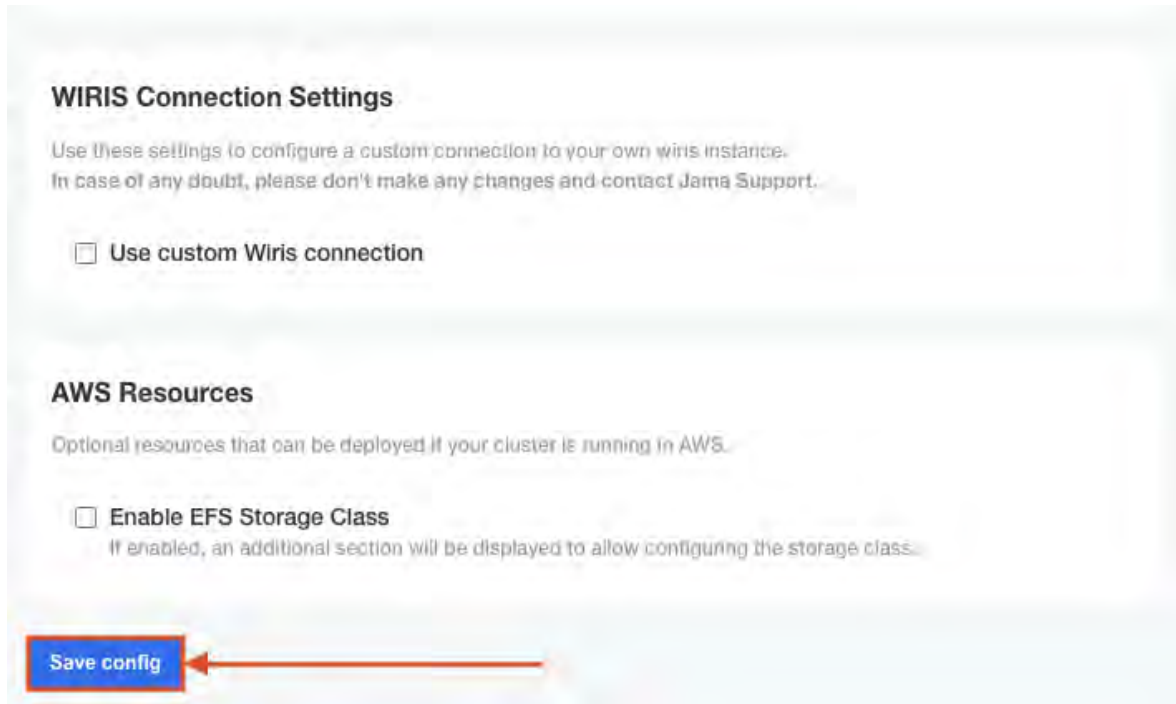 WIRIS Connection Settings
Use these settings to configure a custom connection to your own wiris instance.
In case of any doubt, please don't make any changes and contact Jama Support.
Use custom Wiris connection
AWS Resources
Optional resources that can be deployed if your cluster is running in AWS.
Enable EFS Storage Class
If enabled, an additional section will be displayed to allow configuring the storage class.
Save config